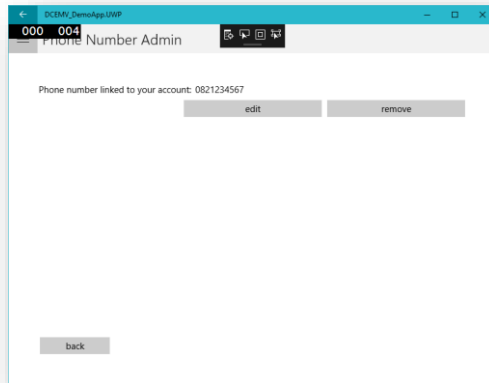 DCEMV_DemoApp.UWP
000 004
Phone Number Admin
Phone number linked to your account: 0821234567
edit remove
back